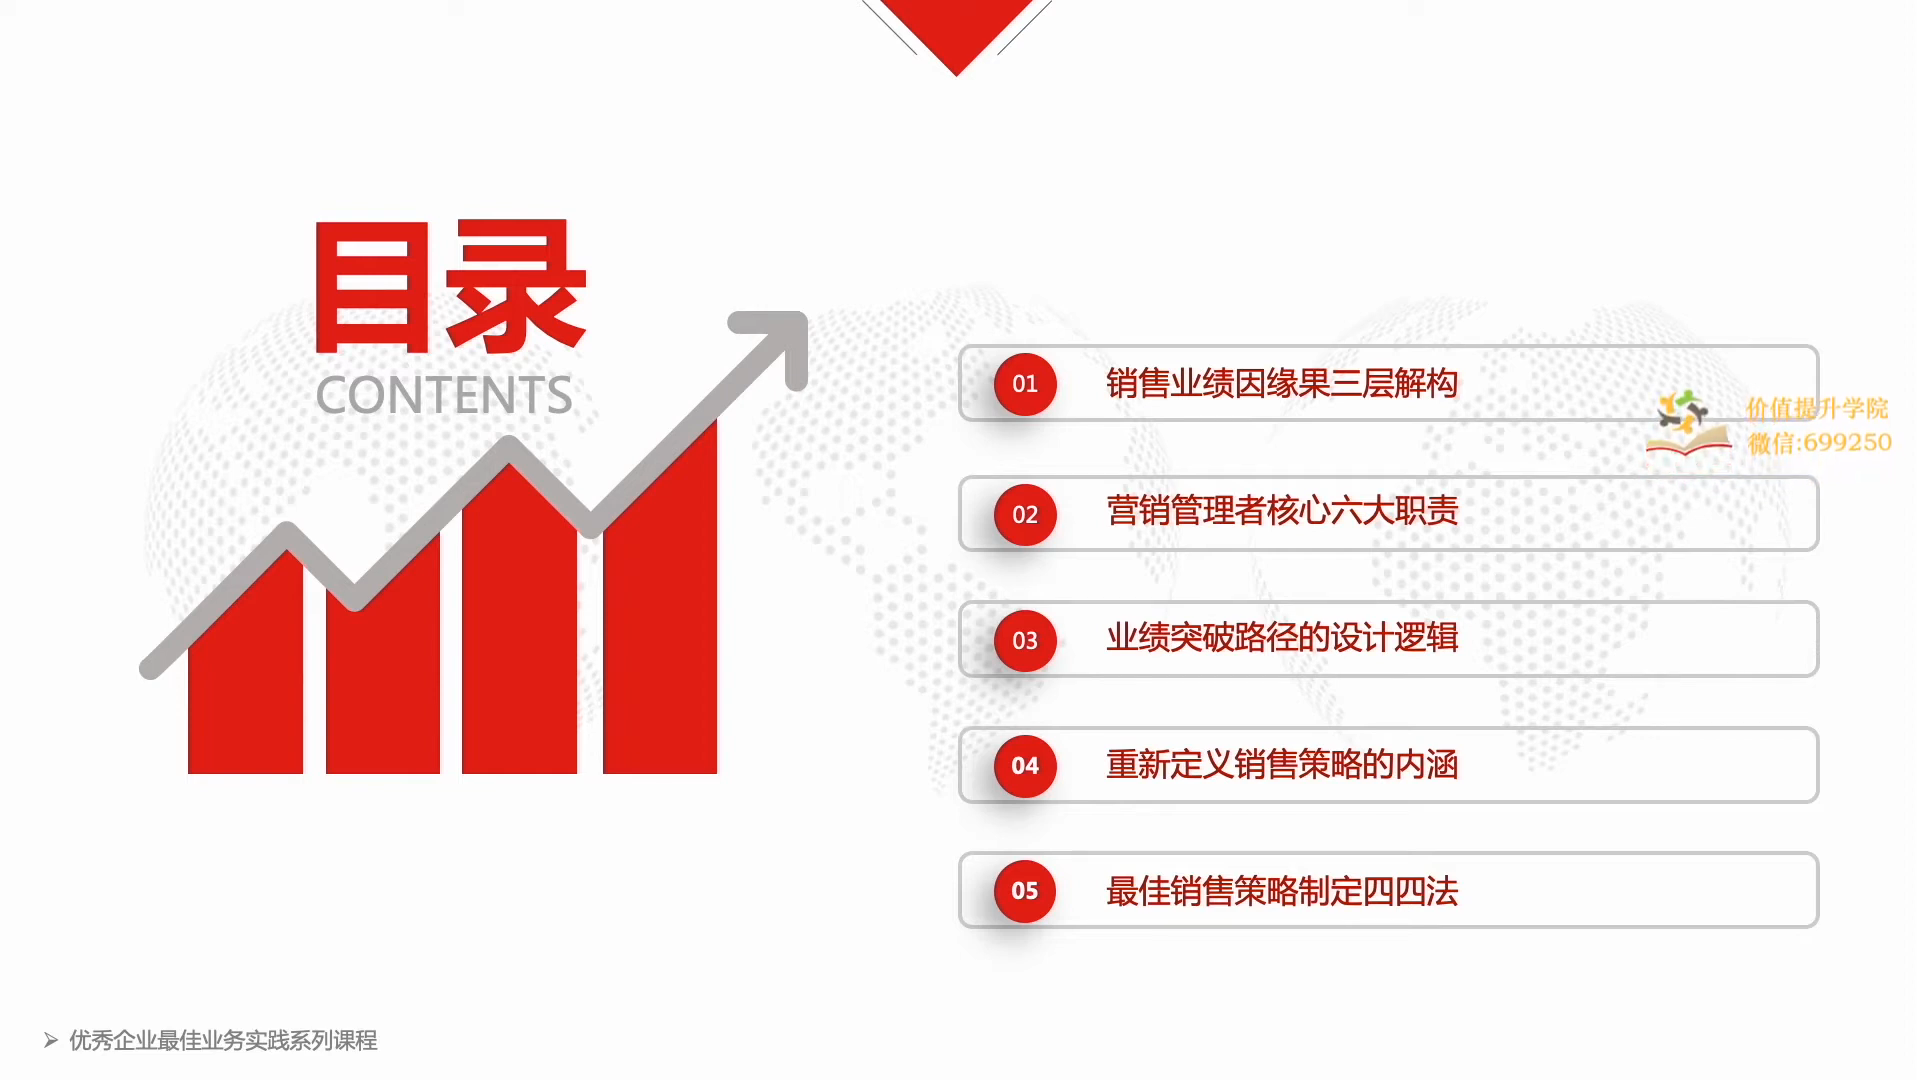 目录
CONTENTS
01 销售业绩因缘果三层解构
02 营销管理者核心六大职责
03 业绩突破路径的设计逻辑
04 重新定义销售策略的内涵
05 最佳销售策略制定四四法
价值提升学院
微信:699250
优秀企业最佳业务实践系列课程